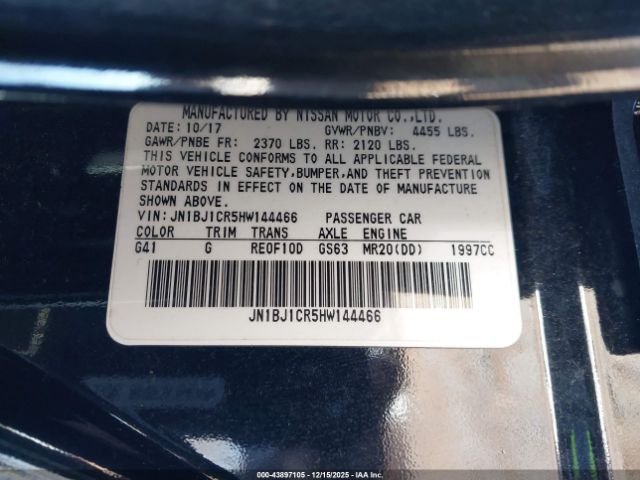 MANUFACTURED BY NISSAN MOTOR CO.,LTD.
DATE: 10/17 GVWR/PNBV: 4455 LBS.
GAWR/PNBE FR: 2370 LBS. RR: 2120 LBS.
THIS VEHICLE CONFORMS TO ALL APPLICABLE FEDERAL
MOTOR VEHICLE SAFETY,BUMPER,AND THEFT PREVENTION
STANDARDS IN EFFECT ON THE DATE OF MANUFACTURE
SHOWN ABOVE.
VIN:JN1BJ1CR5HW144466 PASSENGER CAR
COLOR TRIM TRANS AXLE ENGINE
G41 G RE0F10D GS63 MR20(DD) 1997CC
JN1BJ1CR5HW144466
000-43897105 - 12/15/2025 - IAAI.COM